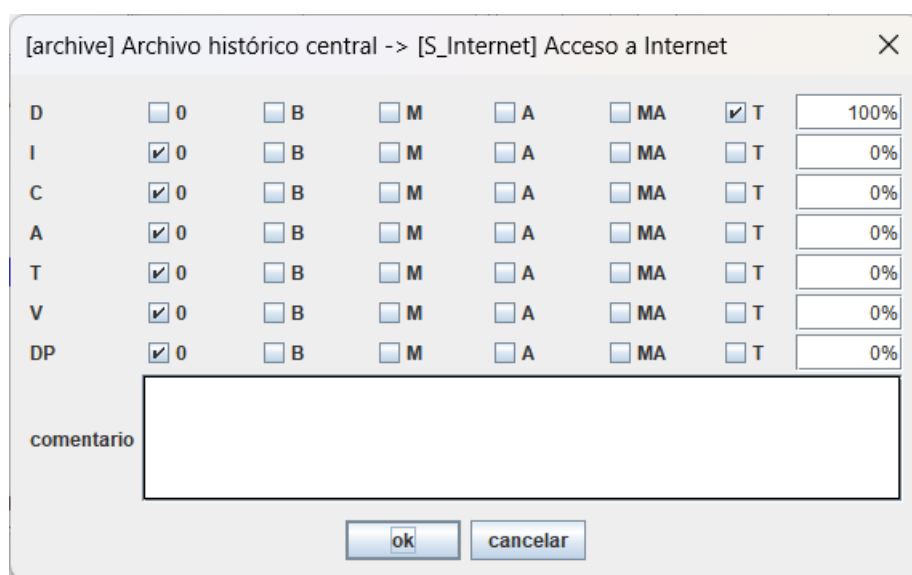 [archive] Archivo histórico central -> [S_Internet] Acceso a Internet
D 0 B M A MA T 100%
I 0 B M A MA T 0%
C 0 B M A MA T 0%
A 0 B M A MA T 0%
T 0 B M A MA T 0%
V 0 B M A MA T 0%
DP 0 B M A MA T 0%
comentario
ok cancelar